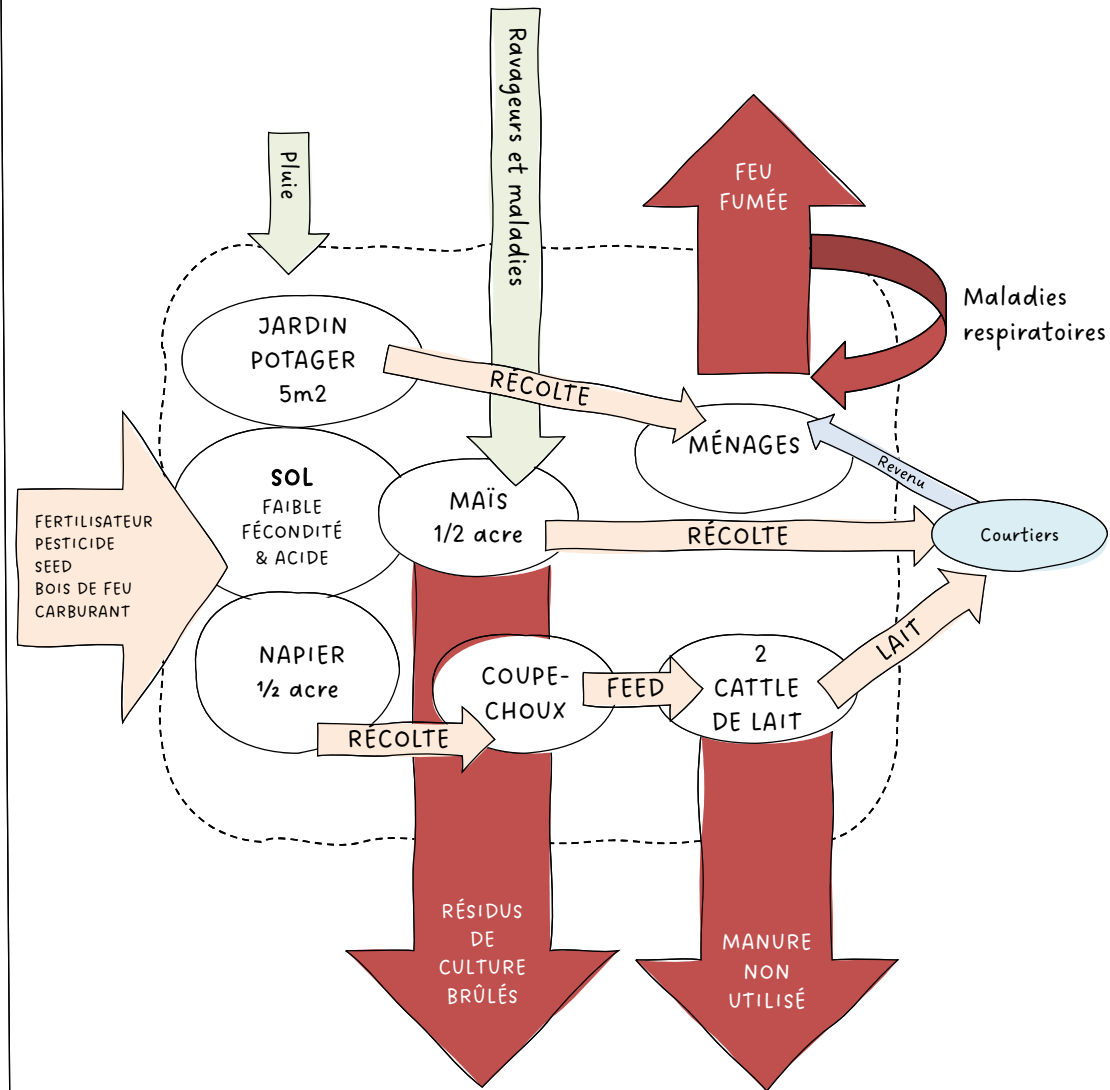 Ravageurs et maladies
Pluie
FEU
FUMÉE
Maladies
respiratoires
JARDIN
POTAGER
5m2
RÉCOLTE
MÉNAGES
Revenu
SOL
FAIBLE
FÉCONDITÉ
& ACIDE
MAÏS
1/2 acre
RÉCOLTE
Courtiers
FERTILISATEUR
PESTICIDE
SEED
BOIS DE FEU
CARBURANT
NAPIER
½ acre
RÉCOLTE
COUPE-
CHOUX
FEED
2
CATTLE
DE LAIT
LAIT
RÉSIDUS
DE
CULTURE
BRÛLÉS
MANURE
NON
UTILISÉ